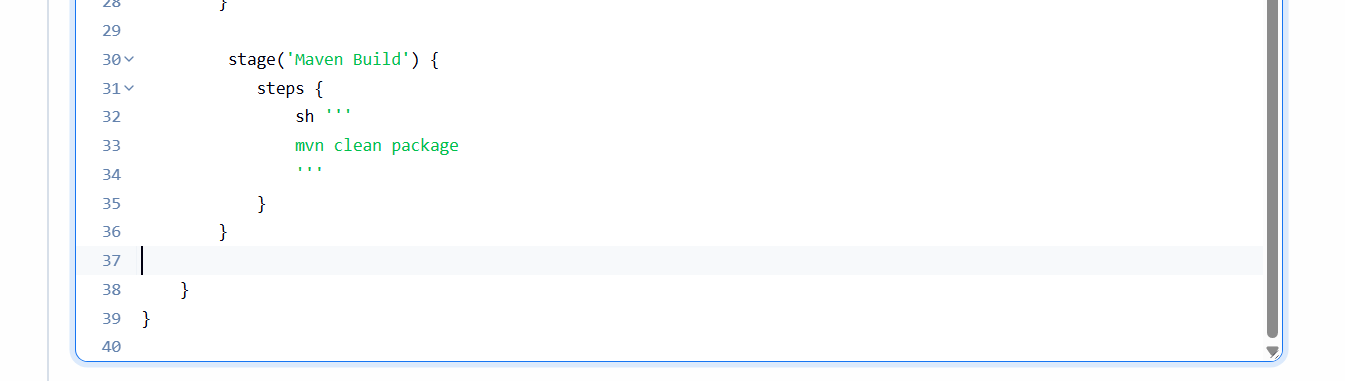 28        }
29
30         stage('Maven Build') {
31            steps {
32                sh '''
33                mvn clean package
34                '''
35            }
36        }
37
38    }
39}
40